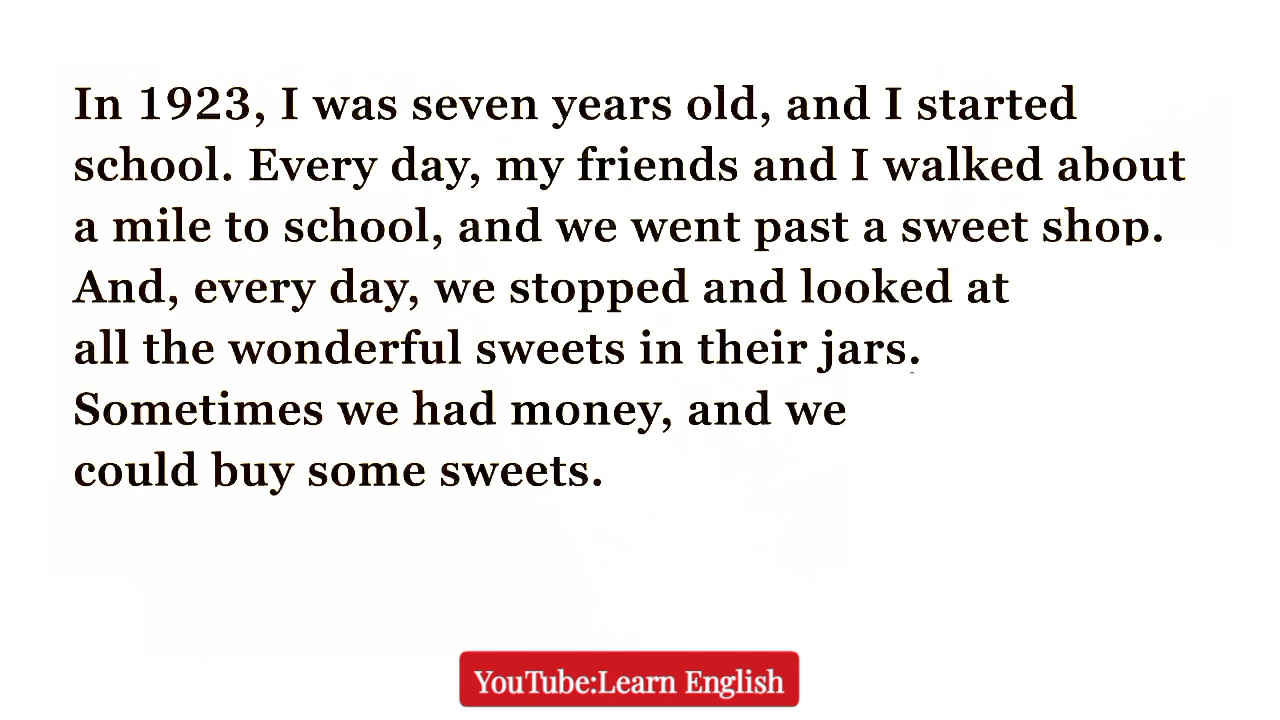 In 1923, I was seven years old, and I started
school. Every day, my friends and I walked about
a mile to school, and we went past a sweet shop.
And, every day, we stopped and looked at
all the wonderful sweets in their jars.
Sometimes we had money, and we
could buy some sweets.
YouTube:Learn English